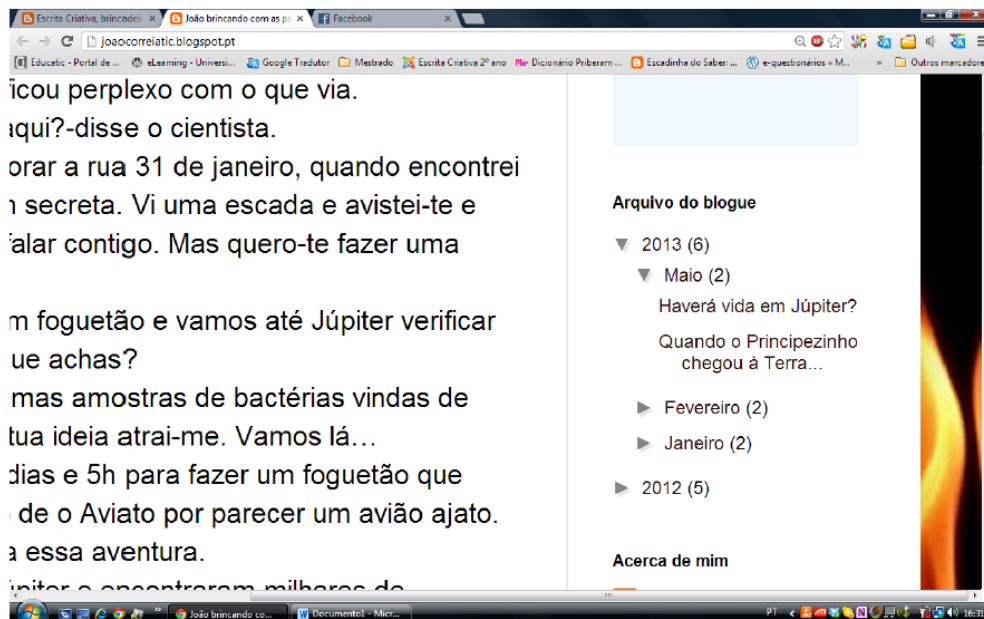 Escrita Criativa, brincadeir
João brincando com as pa
Facebook
joaocorreiatic.blogspot.pt
Educatic - Portal de ...
eLearning - Universi...
Google Tradutor
Mestrado
Escrita Criativa 2º ano
Dicionário Priberam ...
Escadinha do Saber: ...
e-questionários « M...
»
Outros marcadore
ficou perplexo com o que via.
aqui?-disse o cientista.
orar a rua 31 de janeiro, quando encontrei
secreta. Vi uma escada e avistei-te e
falar contigo. Mas quero-te fazer uma
m foguetão e vamos até Júpiter verificar
ue achas?
mas amostras de bactérias vindas de
tua ideia atrai-me. Vamos lá...
dias e 5h para fazer um foguetão que
de o Aviato por parecer um avião ajato.
a essa aventura.
Arquivo do blogue
▼ 2013 (6)
▼ Maio (2)
Haverá vida em Júpiter?
Quando o Principezinho
chegou à Terra...
► Fevereiro (2)
► Janeiro (2)
► 2012 (5)
Acerca de mim
João brincando co...
Documento1 - Micr...
PT
16:31